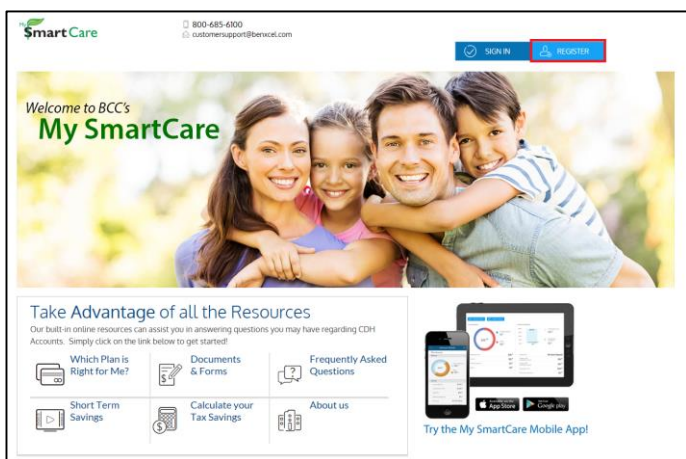 My
SmartCare
800-685-6100
customersupport@benxcel.com
SIGN IN
REGISTER
Welcome to BCC's
My SmartCare
Take Advantage of all the Resources
Our built-in online resources can assist you in answering questions you may have regarding CDH
Accounts. Simply click on the link below to get started!
Which Plan is
Right for Me?
Documents
& Forms
Frequently Asked
Questions
Short Term
Savings
Calculate your
Tax Savings
About us
App Store
Google play
Try the My SmartCare Mobile App!